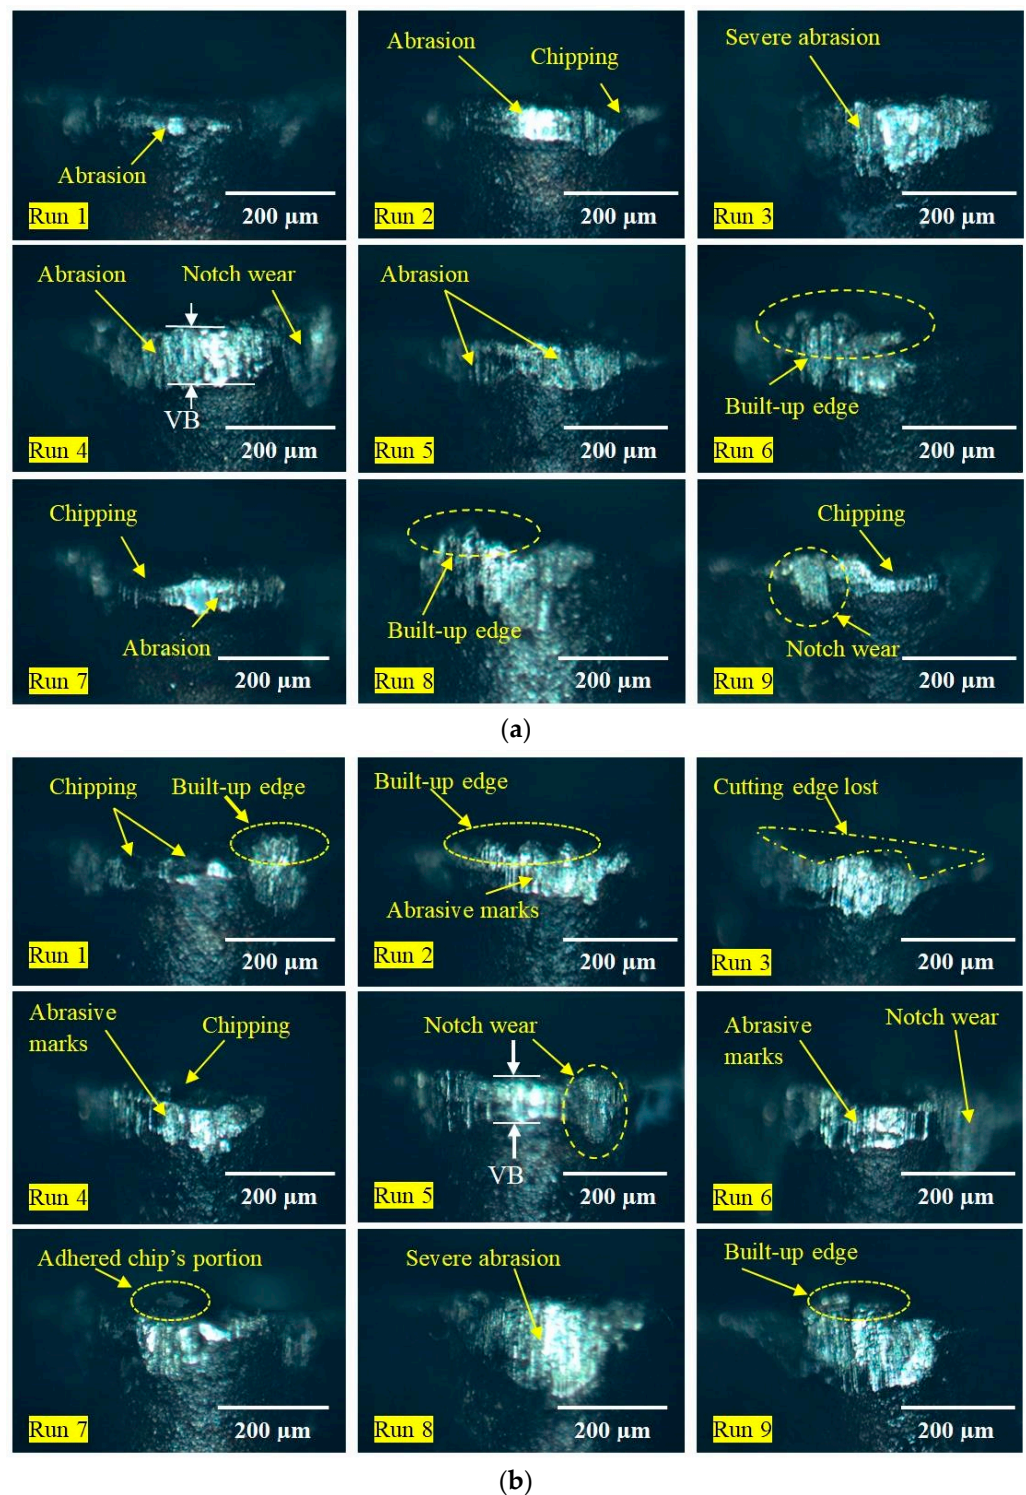 Abrasion
200 µm
Run 1
Abrasion
Chipping
200 µm
Run 2
Severe abrasion
200 µm
Run 3
Abrasion
Notch wear
VB
200 µm
Run 4
Abrasion
200 µm
Run 5
Built-up edge
200 µm
Run 6
Chipping
Abrasion
200 µm
Run 7
Built-up edge
200 µm
Run 8
Chipping
Notch wear
200 µm
Run 9
(a)
Chipping
Built-up edge
200 µm
Run 1
Built-up edge
Abrasive marks
200 µm
Run 2
Cutting edge lost
200 µm
Run 3
Abrasive
marks
Chipping
200 µm
Run 4
Notch wear
VB
200 µm
Run 5
Abrasive
marks
Notch wear
200 µm
Run 6
Adhered chip's portion
200 µm
Run 7
Severe abrasion
200 µm
Run 8
Built-up edge
200 µm
Run 9
(b)